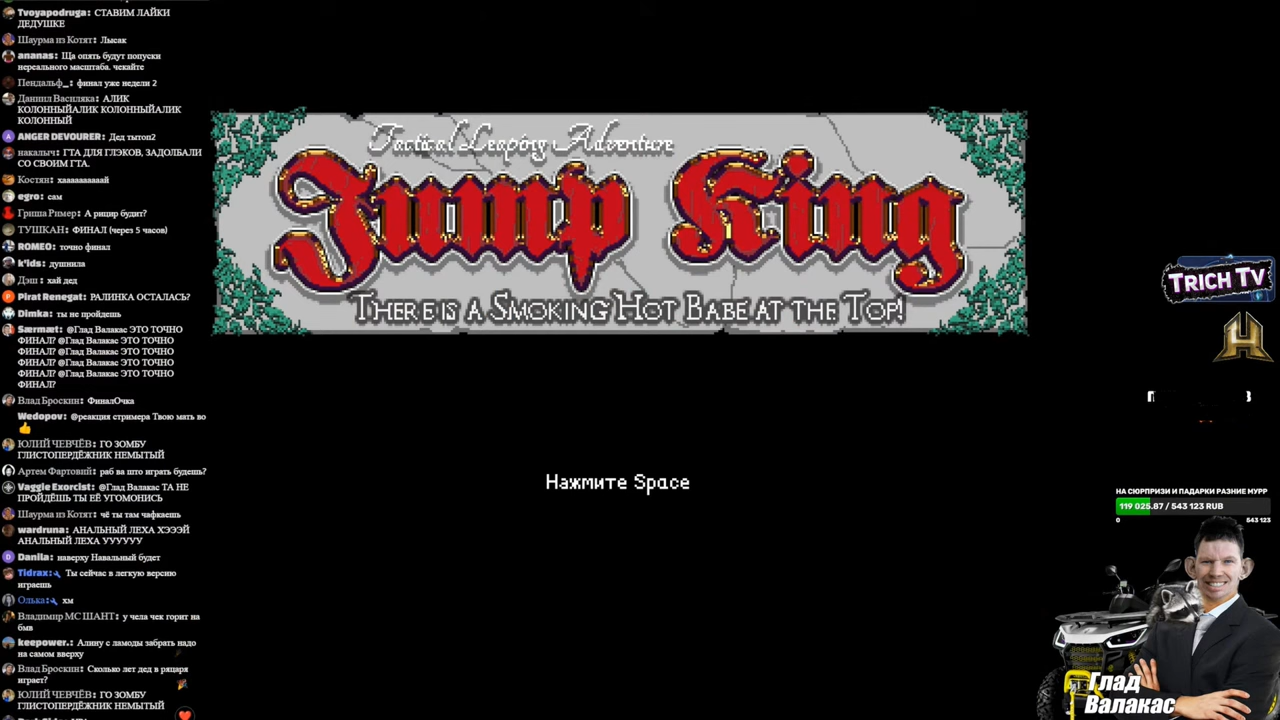 Tvoyapodruga: СТАВИМ ЛАЙКИ
ДЕДУШКЕ
Шаурма из Котят: Лысак
ananas: Ща опять будут попуски
нереального масштаба. чекайте
Пендальф_: финал уже недели 2
Даниил Василяка: АЛИК
КОЛОННЫЙАЛИК КОЛОННЫЙАЛИК
КОЛОННЫЙ
ANGER DEVOURER: Дед тытоп2
накалыч: ГТА ДЛЯ ГЛЭКОВ, ЗАДОЛБАЛИ
СО СВОИМ ГТА.
Костян: хаааааааааай
egro: сам
Гриша Ример: А рицир будит?
ТУШКАН: ФИНАЛ (через 5 часов)
ROMEO: точно финал
k'ids: душнила
Дэш: хай дед
Pirat Renegat: РАЛИНКА ОСТАЛАСЬ?
Dimka: ты не пройдешь
Særmæt: @Глад Валакас ЭТО ТОЧНО
ФИНАЛ? @Глад Валакас ЭТО ТОЧНО
ФИНАЛ? @Глад Валакас ЭТО ТОЧНО
ФИНАЛ? @Глад Валакас ЭТО ТОЧНО
ФИНАЛ? @Глад Валакас ЭТО ТОЧНО
ФИНАЛ?
Влад Броскин: ФиналОчка
Wedopov: @реакция стримера Твою мать во
👍
ЮЛИЙ ЧЕВЧЁВ: ГО ЗОМБУ
ГЛИСТОПЕРДЁЖНИК НЕМЫТЫЙ
Артем Фартовий: раб ва што играть будешь?
Vaggie Exorcist: @Глад Валакас ТА НЕ
ПРОЙДЁШЬ ТЫ ЕЁ УГОМОНИСЬ
Шаурма из Котят: чё ты там чафкаешь
wardruna: АНАЛЬНЫЙ ЛЕХА ХЭЭЭЙ
АНАЛЬНЫЙ ЛЕХА УУУУУУ
Danila: наверху Навальный будет
Tidrax: Ты сейчас в легкую версию
играешь
Олька: хм
Владимир МС ШАНТ: у чела чек горит на
бмв
keepower.: Алину с ламоды забрать надо
на самом вверху
Влад Броскин: Сколько лет дед в ряцаря
играет?
ЮЛИЙ ЧЕВЧЁВ: ГО ЗОМБУ
ГЛИСТОПЕРДЁЖНИК НЕМЫТЫЙ
Tactical Leaping Adventure
Jump King
There is a Smoking Hot Babe at the Top!
Нажмите Space
TRICH TV
НА СЮРПРИЗИ И ПАДАРКИ РАЗНИЕ МУРР
119 025.87 / 543 123 RUB
0
543 123
Глад
Валакас